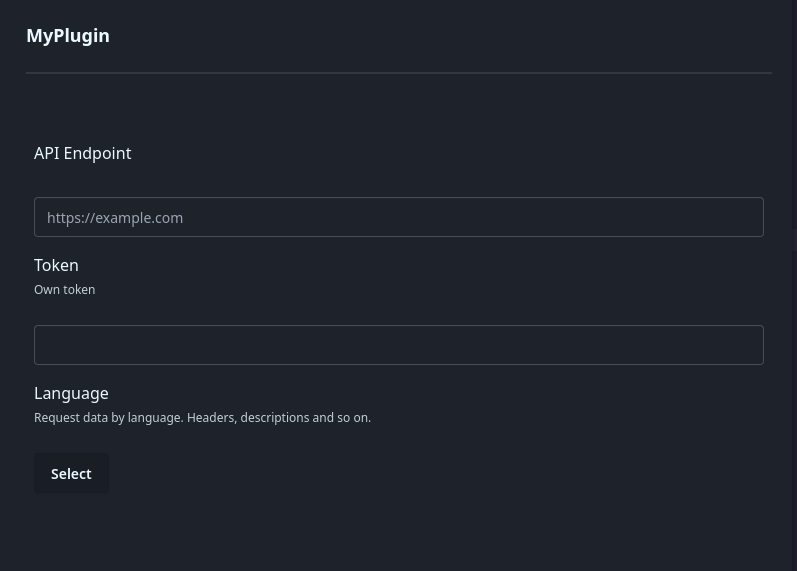 MyPlugin
API Endpoint
https://example.com
Token
Own token
Language
Request data by language. Headers, descriptions and so on.
Select